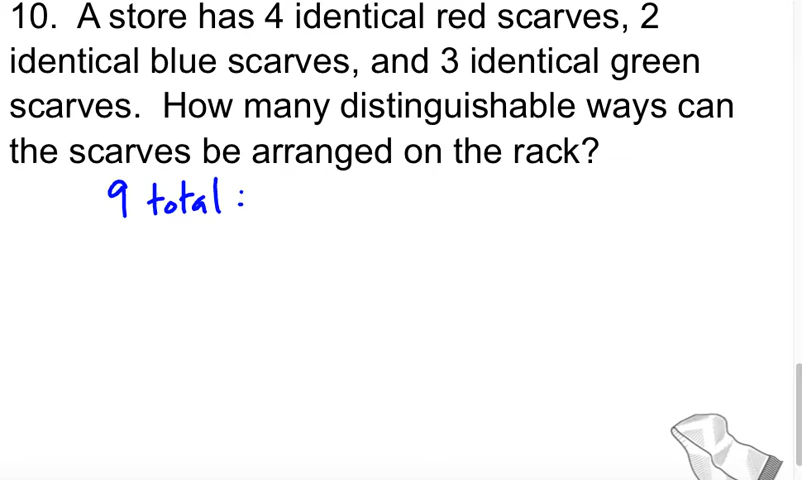 10.  A store has 4 identical red scarves, 2
identical blue scarves, and 3 identical green
scarves.  How many distinguishable ways can
the scarves be arranged on the rack?
9 total :